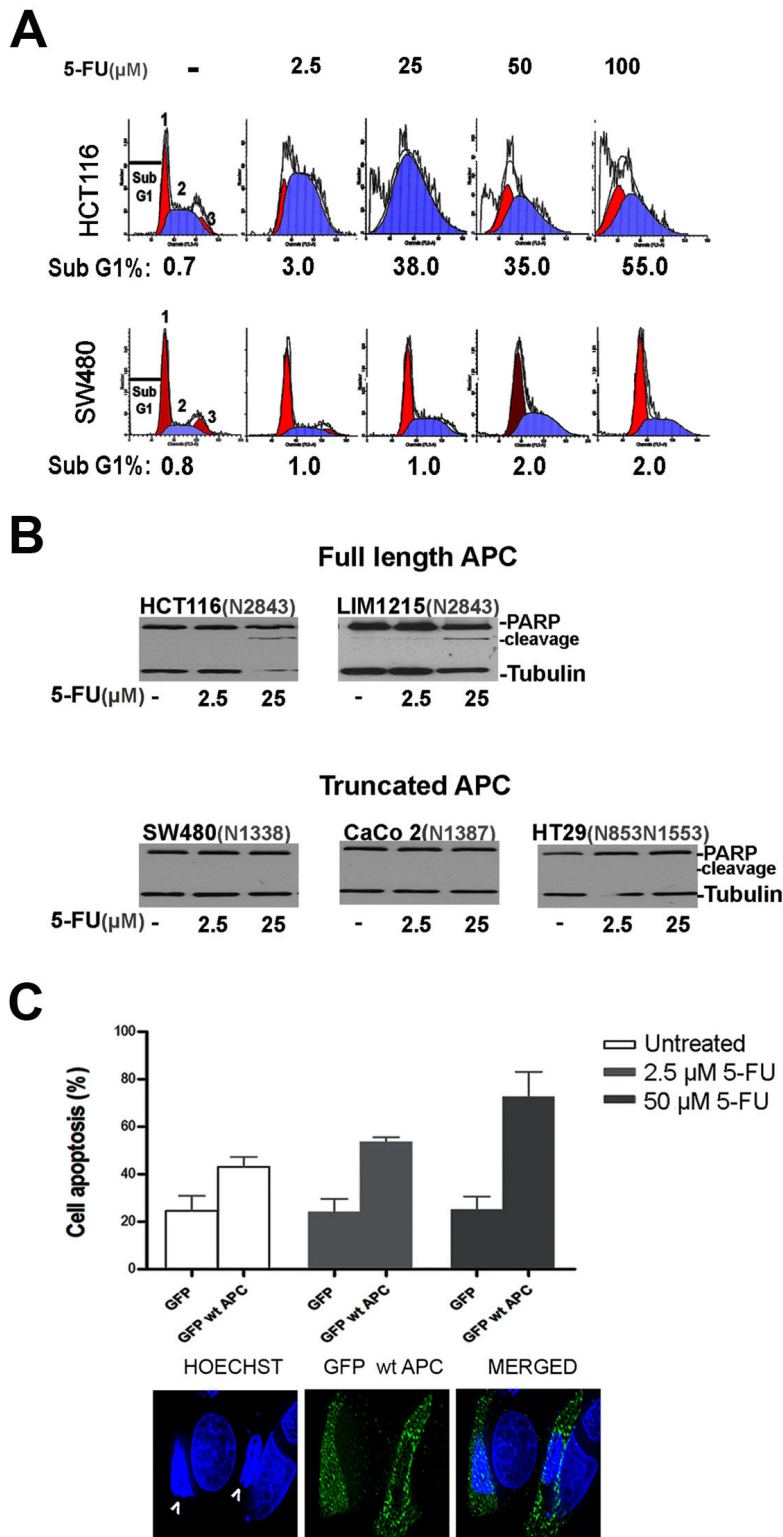 A
5-FU(µM) - 2.5 25 50 100
HCT116
1
Sub
G1
2
3
Sub G1%: 0.7 3.0 38.0 35.0 55.0
SW480
1
Sub
G1
2
3
Sub G1%: 0.8 1.0 1.0 2.0 2.0
B
Full length APC
HCT116(N2843) LIM1215(N2843)
-PARP
-cleavage
-Tubulin
5-FU(µM) - 2.5 25 - 2.5 25
Truncated APC
SW480(N1338) CaCo 2(N1387) HT29(N853N1553)
-PARP
-cleavage
-Tubulin
5-FU(µM) - 2.5 25 - 2.5 25 - 2.5 25
C
Cell apoptosis (%)
100
80
60
40
20
0
Untreated
2.5 µM 5-FU
50 µM 5-FU
GFP GFP wt APC GFP GFP wt APC GFP GFP wt APC
HOECHST GFP wt APC MERGED